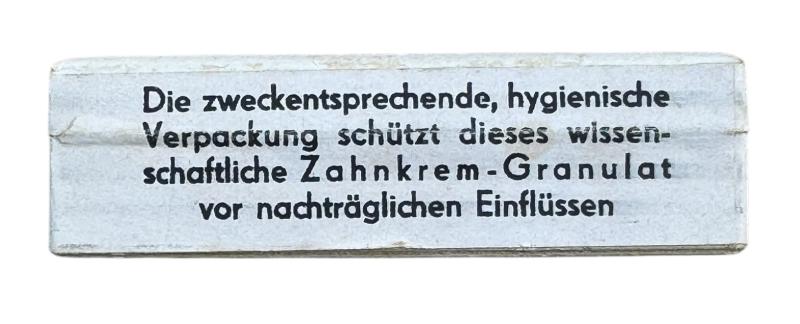 Die zweckentsprechende, hygienische
Verpackung schützt dieses wissen-
schaftliche Zahnkrem-Granulat
vor nachträglichen Einflüssen